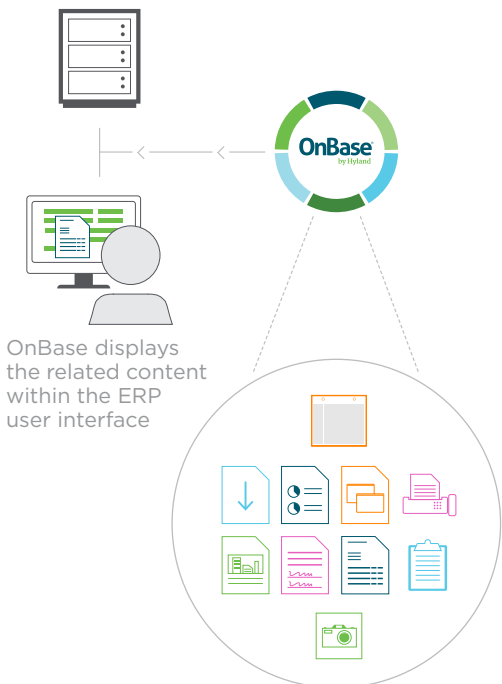 OnBase®
by Hyland
OnBase displays
the related content
within the ERP
user interface